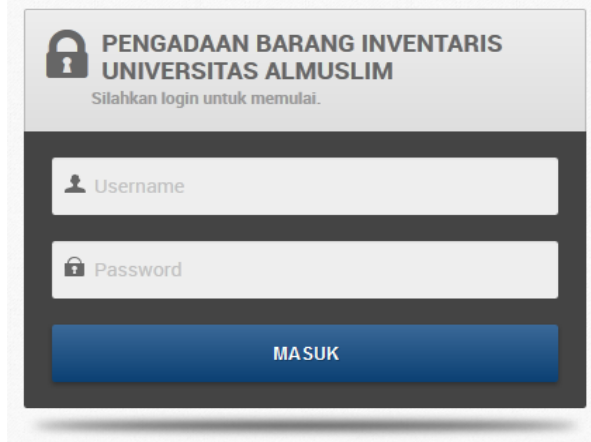 PENGADAAN BARANG INVENTARIS
UNIVERSITAS ALMUSLIM
Silahkan login untuk memulai.
Username
Password
MASUK